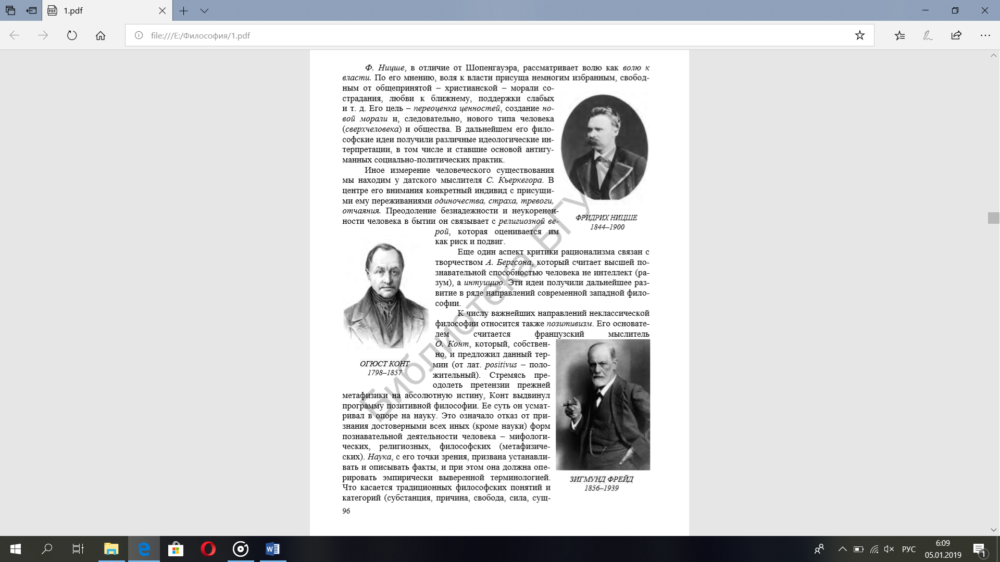 1.pdf
file:///E:/Философия/1.pdf
Ф. Ницше, в отличие от Шопенгауэра, рассматривает волю как волю к
власти. По его мнению, воля к власти присуща немногим избранным, свобод-
ным от общепринятой – христианской – морали со-
страдания, любви к ближнему, поддержки слабых
и т. д. Его цель – переоценка ценностей, создание но-
вой морали и, следовательно, нового типа человека
(сверхчеловека) и общества. В дальнейшем его фило-
софские идеи получили различные идеологические ин-
терпретации, в том числе и ставшие основой антигу-
манных социально-политических практик.
Иное измерение человеческого существования
мы находим у датского мыслителя С. Кьеркегора. В
центре его внимания конкретный индивид с присущи-
ми ему переживаниями одиночества, страха, тревоги,
отчаяния. Преодоление безнадежности и неукоренен-
ности человека в бытии он связывает с религиозной ве-
рой, которая оценивается им
как риск и подвиг.
ФРИДРИХ НИЦШЕ
1844–1900
Еще один аспект критики рационализма связан с
творчеством А. Бергсона, который считает высшей по-
знавательной способностью человека не интеллект (ра-
зум), а интуицию. Эти идеи получили дальнейшее раз-
витие в ряде направлений современной западной фило-
софии.
К числу важнейших направлений неклассической
философии относится также позитивизм. Его основате-
лем считается французский мыслитель
О. Конт, который, собствен-
но, и предложил данный тер-
мин (от лат. positivus – поло-
жительный). Стремясь пре-
одолеть претензии прежней
ОГЮСТ КОНТ
1798–1857
метафизики на абсолютную истину, Конт выдвинул
программу позитивной философии. Ее суть он усмат-
ривал в опоре на науку. Это означало отказ от при-
знания достоверными всех иных (кроме науки) форм
познавательной деятельности человека – мифологи-
ческих, религиозных, философских (метафизиче-
ских). Наука, с его точки зрения, призвана устанавли-
вать и описывать факты, и при этом она должна опе-
рировать эмпирически выверенной терминологией.
Что касается традиционных философских понятий и
категорий (субстанция, причина, свобода, сила, сущ-
ЗИГМУНД ФРЕЙД
1856–1939
96
Библиотека
РУС
6:09
05.01.2019
1